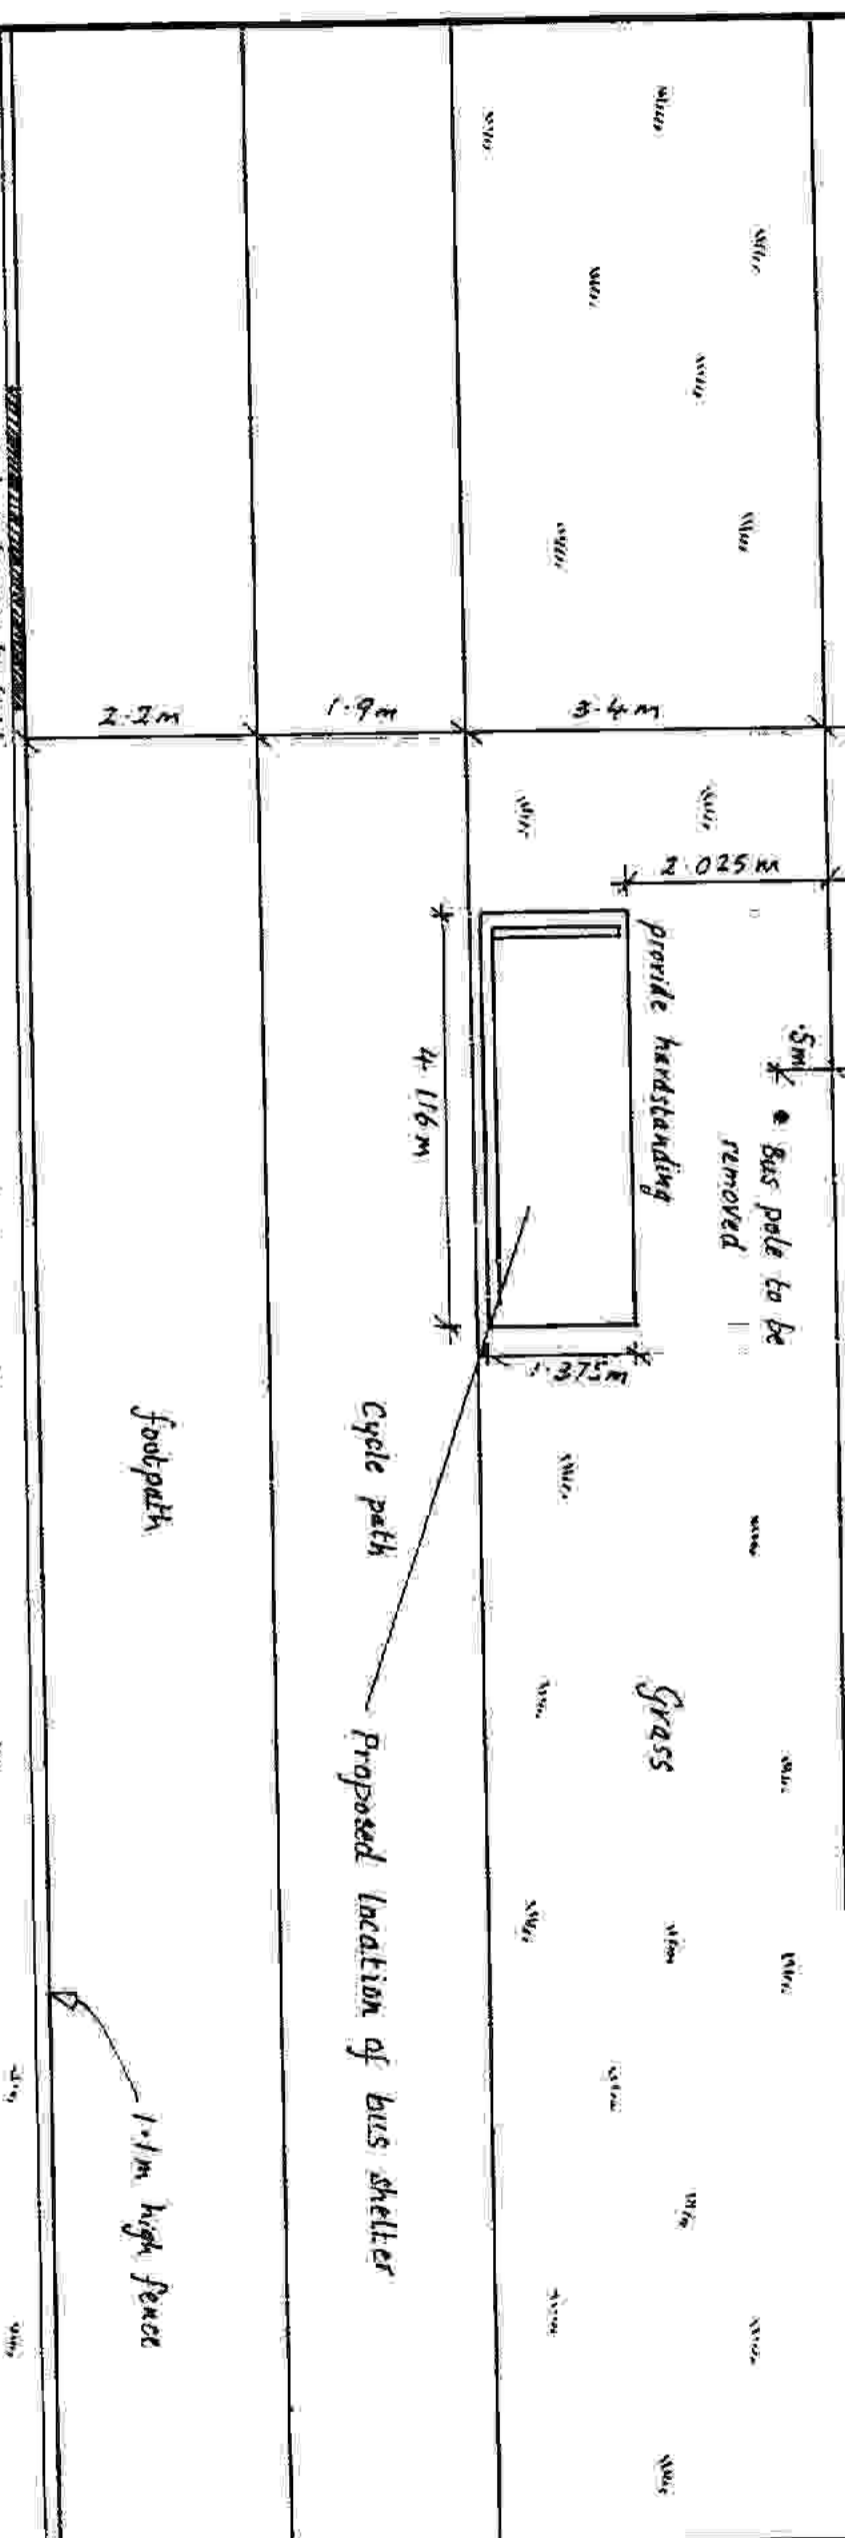 2.2m
1.9m
3.4m
2.025m
.5m
Bus pole to be
removed
provide hardstanding
4.116m
1.375m
Grass
Cycle path
footpath
Proposed location of bus shelter
1.1m high fence